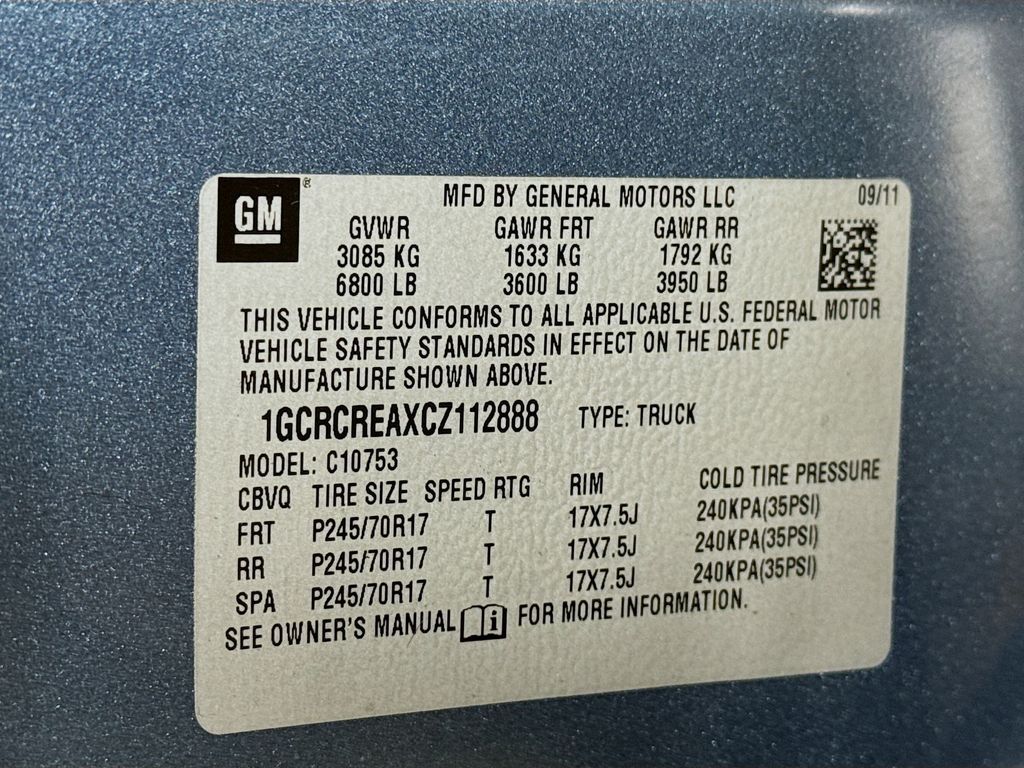 GM ® MFD BY GENERAL MOTORS LLC 09/11
GVWR GAWR FRT GAWR RR
3085 KG 1633 KG 1792 KG
6800 LB 3600 LB 3950 LB
THIS VEHICLE CONFORMS TO ALL APPLICABLE U.S. FEDERAL MOTOR
VEHICLE SAFETY STANDARDS IN EFFECT ON THE DATE OF
MANUFACTURE SHOWN ABOVE.
1GCRCREAXCZ112888 TYPE: TRUCK
MODEL: C10753
CBVQ TIRE SIZE SPEED RTG RIM COLD TIRE PRESSURE
FRT P245/70R17 T 17X7.5J 240KPA(35PSI)
RR P245/70R17 T 17X7.5J 240KPA(35PSI)
SPA P245/70R17 T 17X7.5J 240KPA(35PSI)
SEE OWNER'S MANUAL i FOR MORE INFORMATION.